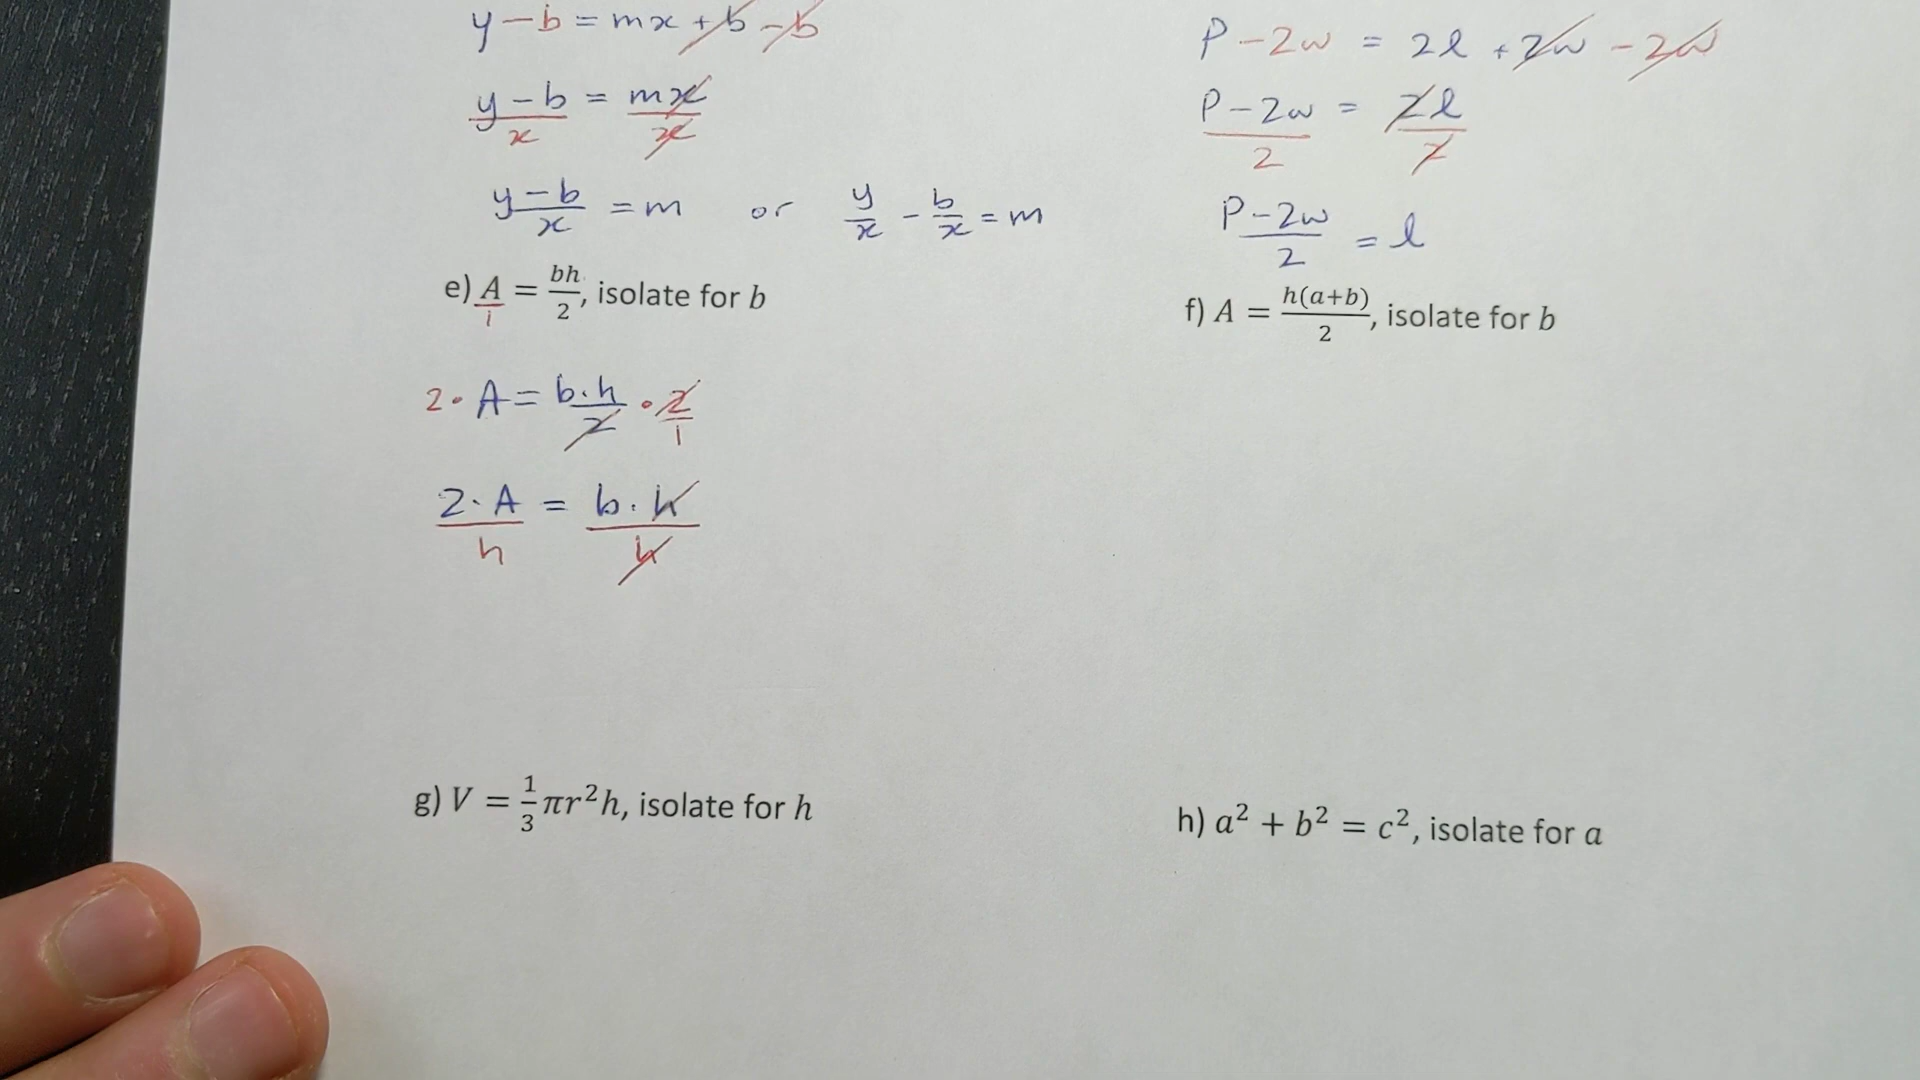 y - b = mx + b - b
y - b / x = mx / x
y - b / x = m or y/x - b/x = m
e) A/1 = bh/2, isolate for b
2 · A = b · h / 2 · 2/1
2 · A / h = b · h / h
P - 2w = 2l + 2w - 2w
P - 2w / 2 = 2l / 2
P - 2w / 2 = l
f) A = h(a+b)/2, isolate for b
g) V = 1/3 πr²h, isolate for h
h) a² + b² = c², isolate for a